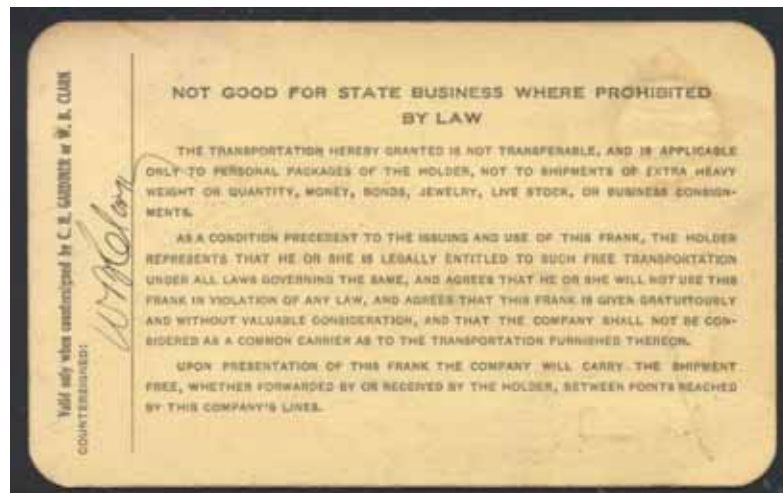 Valid only when countersigned by C. R. GARDINER or W. B. CLARK
COUNTERSIGNED:
W B Clark
NOT GOOD FOR STATE BUSINESS WHERE PROHIBITED
BY LAW
THE TRANSPORTATION HEREBY GRANTED IS NOT TRANSFERABLE, AND IS APPLICABLE
ONLY TO PERSONAL PACKAGES OF THE HOLDER, NOT TO SHIPMENTS OF EXTRA HEAVY
WEIGHT OR QUANTITY, MONEY, BONDS, JEWELRY, LIVE STOCK, OR BUSINESS CONSIGN-
MENTS.
AS A CONDITION PRECEDENT TO THE ISSUING AND USE OF THIS FRANK, THE HOLDER
REPRESENTS THAT HE OR SHE IS LEGALLY ENTITLED TO SUCH FREE TRANSPORTATION
UNDER ALL LAWS GOVERNING THE SAME, AND AGREES THAT HE OR SHE WILL NOT USE THIS
FRANK IN VIOLATION OF ANY LAW, AND AGREES THAT THIS FRANK IS GIVEN GRATUITOUSLY
AND WITHOUT VALUABLE CONSIDERATION, AND THAT THE COMPANY SHALL NOT BE CON-
SIDERED AS A COMMON CARRIER AS TO THE TRANSPORTATION FURNISHED THEREON.
UPON PRESENTATION OF THIS FRANK THE COMPANY WILL CARRY THE SHIPMENT
FREE, WHETHER FORWARDED BY OR RECEIVED BY THE HOLDER, BETWEEN POINTS REACHED
BY THIS COMPANY'S LINES.